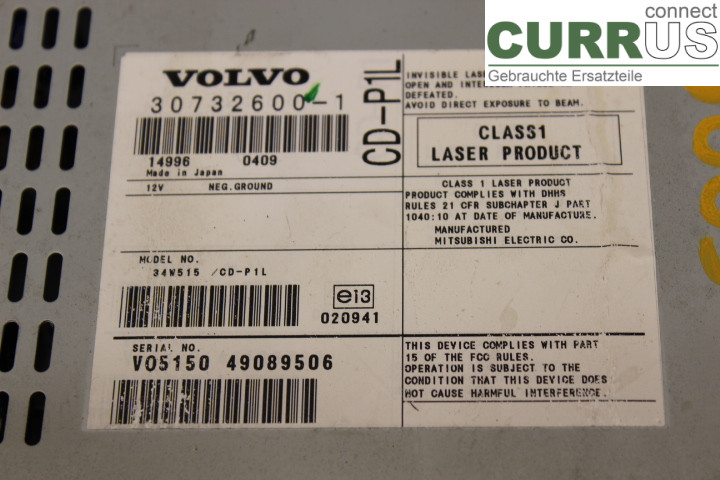 connect
CURRUS
Gebrauchte Ersatzteile
VOLVO
30732600-1
14996 0409
Made in Japan
12V NEG.GROUND
CD-P1L
MODEL NO.
34W515 /CD-P1L
e13
020941
SERIAL NO.
VO5150 49089506
INVISIBLE
OPEN AND
DEFEATED.
AVOID DIRECT EXPOSURE TO BEAM.
CLASS1
LASER PRODUCT
CLASS 1 LASER PRODUCT
PRODUCT COMPLIES WITH DHHS
RULES 21 CFR SUBCHAPTER J PART
1040:10 AT DATE OF MANUFACTURE.
MANUFACTURED
MITSUBISHI ELECTRIC CO.
THIS DEVICE COMPLIES WITH PART
15 OF THE FCC RULES.
OPERATION IS SUBJECT TO THE
CONDITION THAT THIS DEVICE DOES
NOT CAUSE HARMFUL INTERFERENCE.